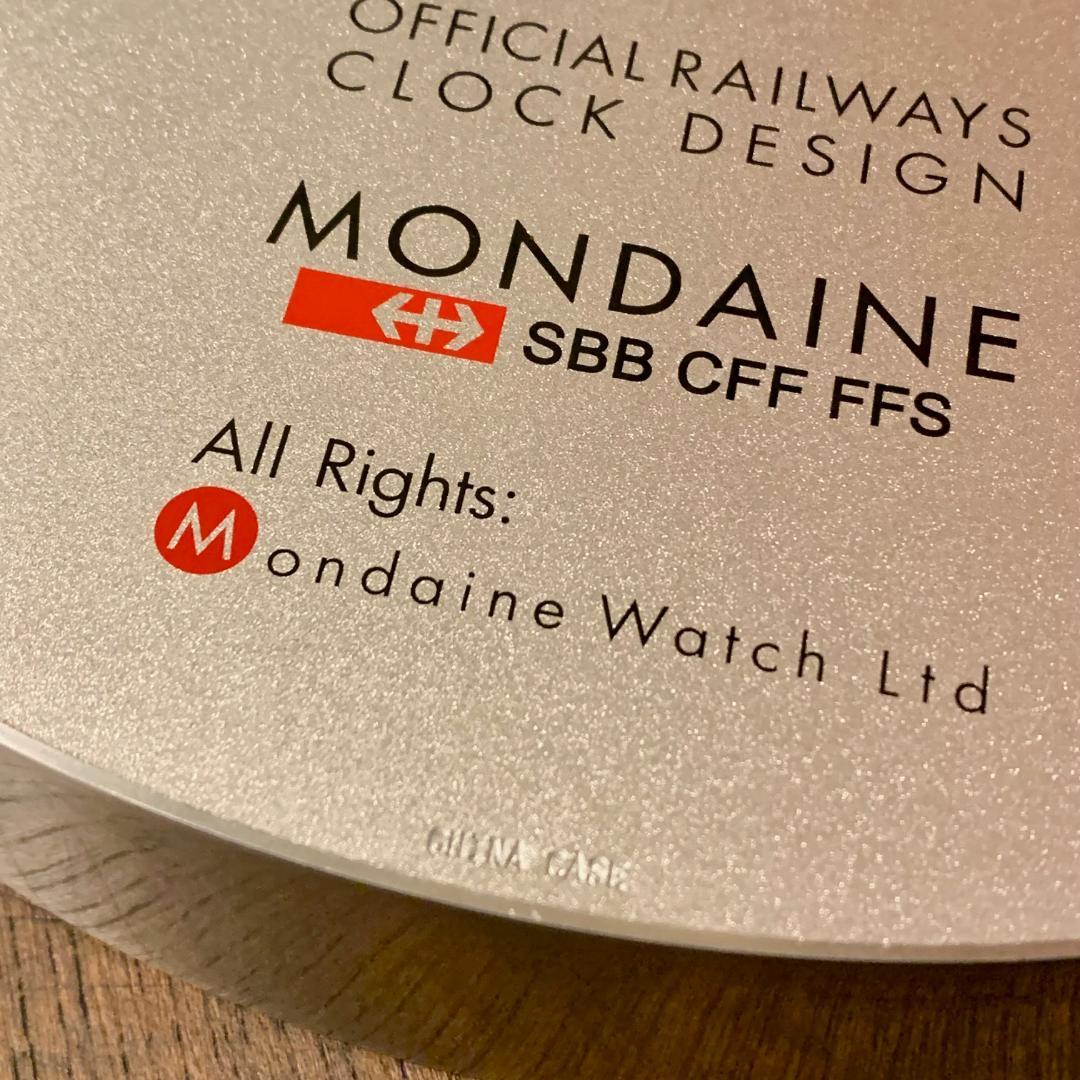 OFFICIAL RAILWAYS
CLOCK DESIGN
MONDAINE
SBB CFF FFS
All Rights:
Mondaine Watch Ltd
CHINA CASE